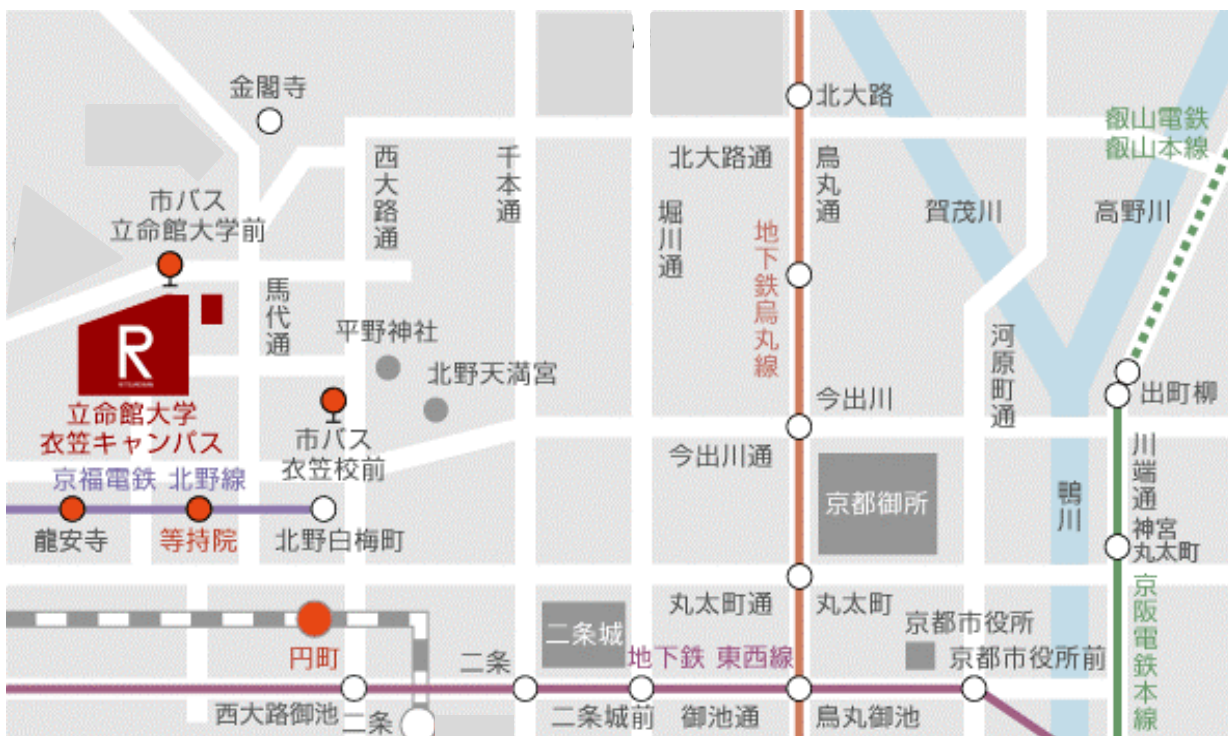 金閣寺
北大路
叡山電鉄
叡山本線
市バス
立命館大学前
西大路通
千本通
北大路通
烏丸通
堀川通
賀茂川
高野川
地下鉄烏丸線
馬代通
平野神社
北野天満宮
河原町通
R
立命館大学
衣笠キャンパス
市バス
衣笠校前
今出川
出町柳
今出川通
川端通
京福電鉄 北野線
京都御所
鴨川
龍安寺
等持院
北野白梅町
神宮
丸太町
丸太町通
丸太町
京阪電鉄本線
円町
二条城
京都市役所
京都市役所前
二条
地下鉄 東西線
西大路御池
二条
二条城前
御池通
烏丸御池